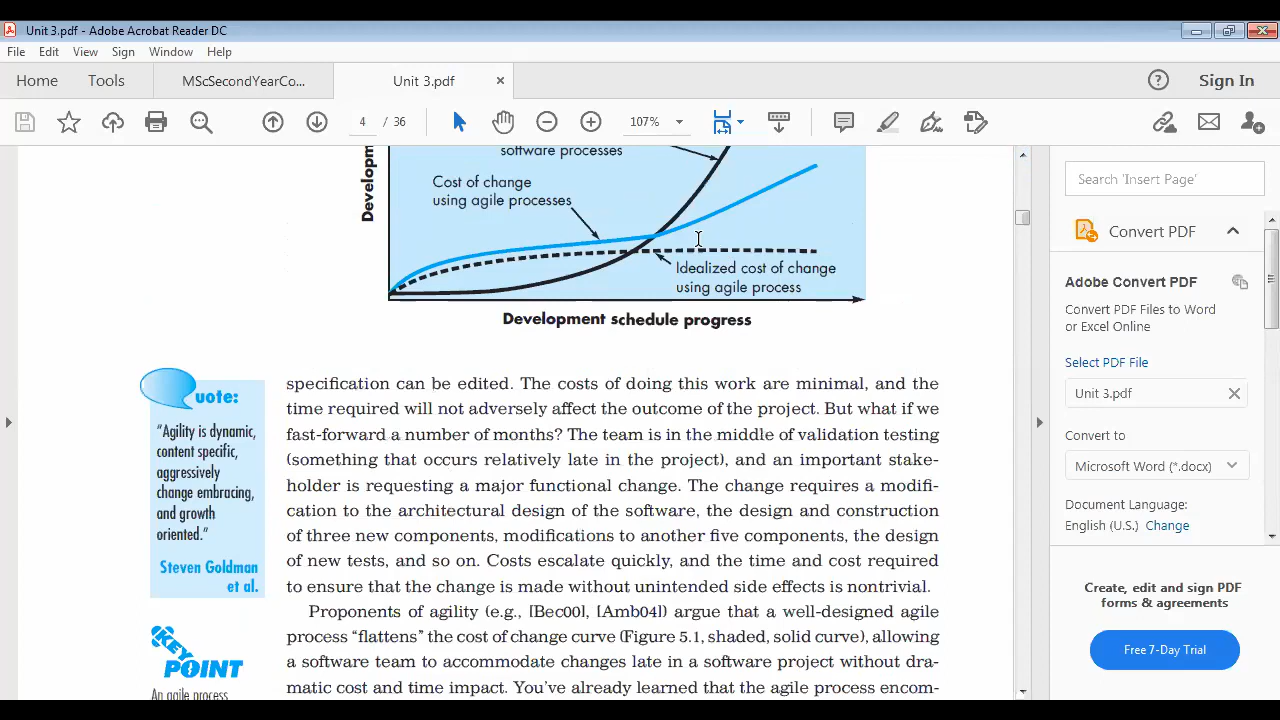 Unit 3.pdf - Adobe Acrobat Reader DC
File Edit View Sign Window Help
Home Tools MScSecondYearCo... Unit 3.pdf × ? Sign In
4 / 36 107%
software processes
Cost of change
using agile processes
Idealized cost of change
using agile process
Developm
Development schedule progress
uote:
"Agility is dynamic,
content specific,
aggressively
change embracing,
and growth
oriented."
Steven Goldman
et al.
KEY
POINT
An agile process
specification can be edited. The costs of doing this work are minimal, and the
time required will not adversely affect the outcome of the project. But what if we
fast-forward a number of months? The team is in the middle of validation testing
(something that occurs relatively late in the project), and an important stake-
holder is requesting a major functional change. The change requires a modifi-
cation to the architectural design of the software, the design and construction
of three new components, modifications to another five components, the design
of new tests, and so on. Costs escalate quickly, and the time and cost required
to ensure that the change is made without unintended side effects is nontrivial.
Proponents of agility (e.g., [Bec00], [Amb04]) argue that a well-designed agile
process "flattens" the cost of change curve (Figure 5.1, shaded, solid curve), allowing
a software team to accommodate changes late in a software project without dra-
matic cost and time impact. You've already learned that the agile process encom-
Search 'Insert Page'
Convert PDF
Adobe Convert PDF
Convert PDF Files to Word
or Excel Online
Select PDF File
Unit 3.pdf
Convert to
Microsoft Word (*.docx)
Document Language:
English (U.S.) Change
Create, edit and sign PDF
forms & agreements
Free 7-Day Trial